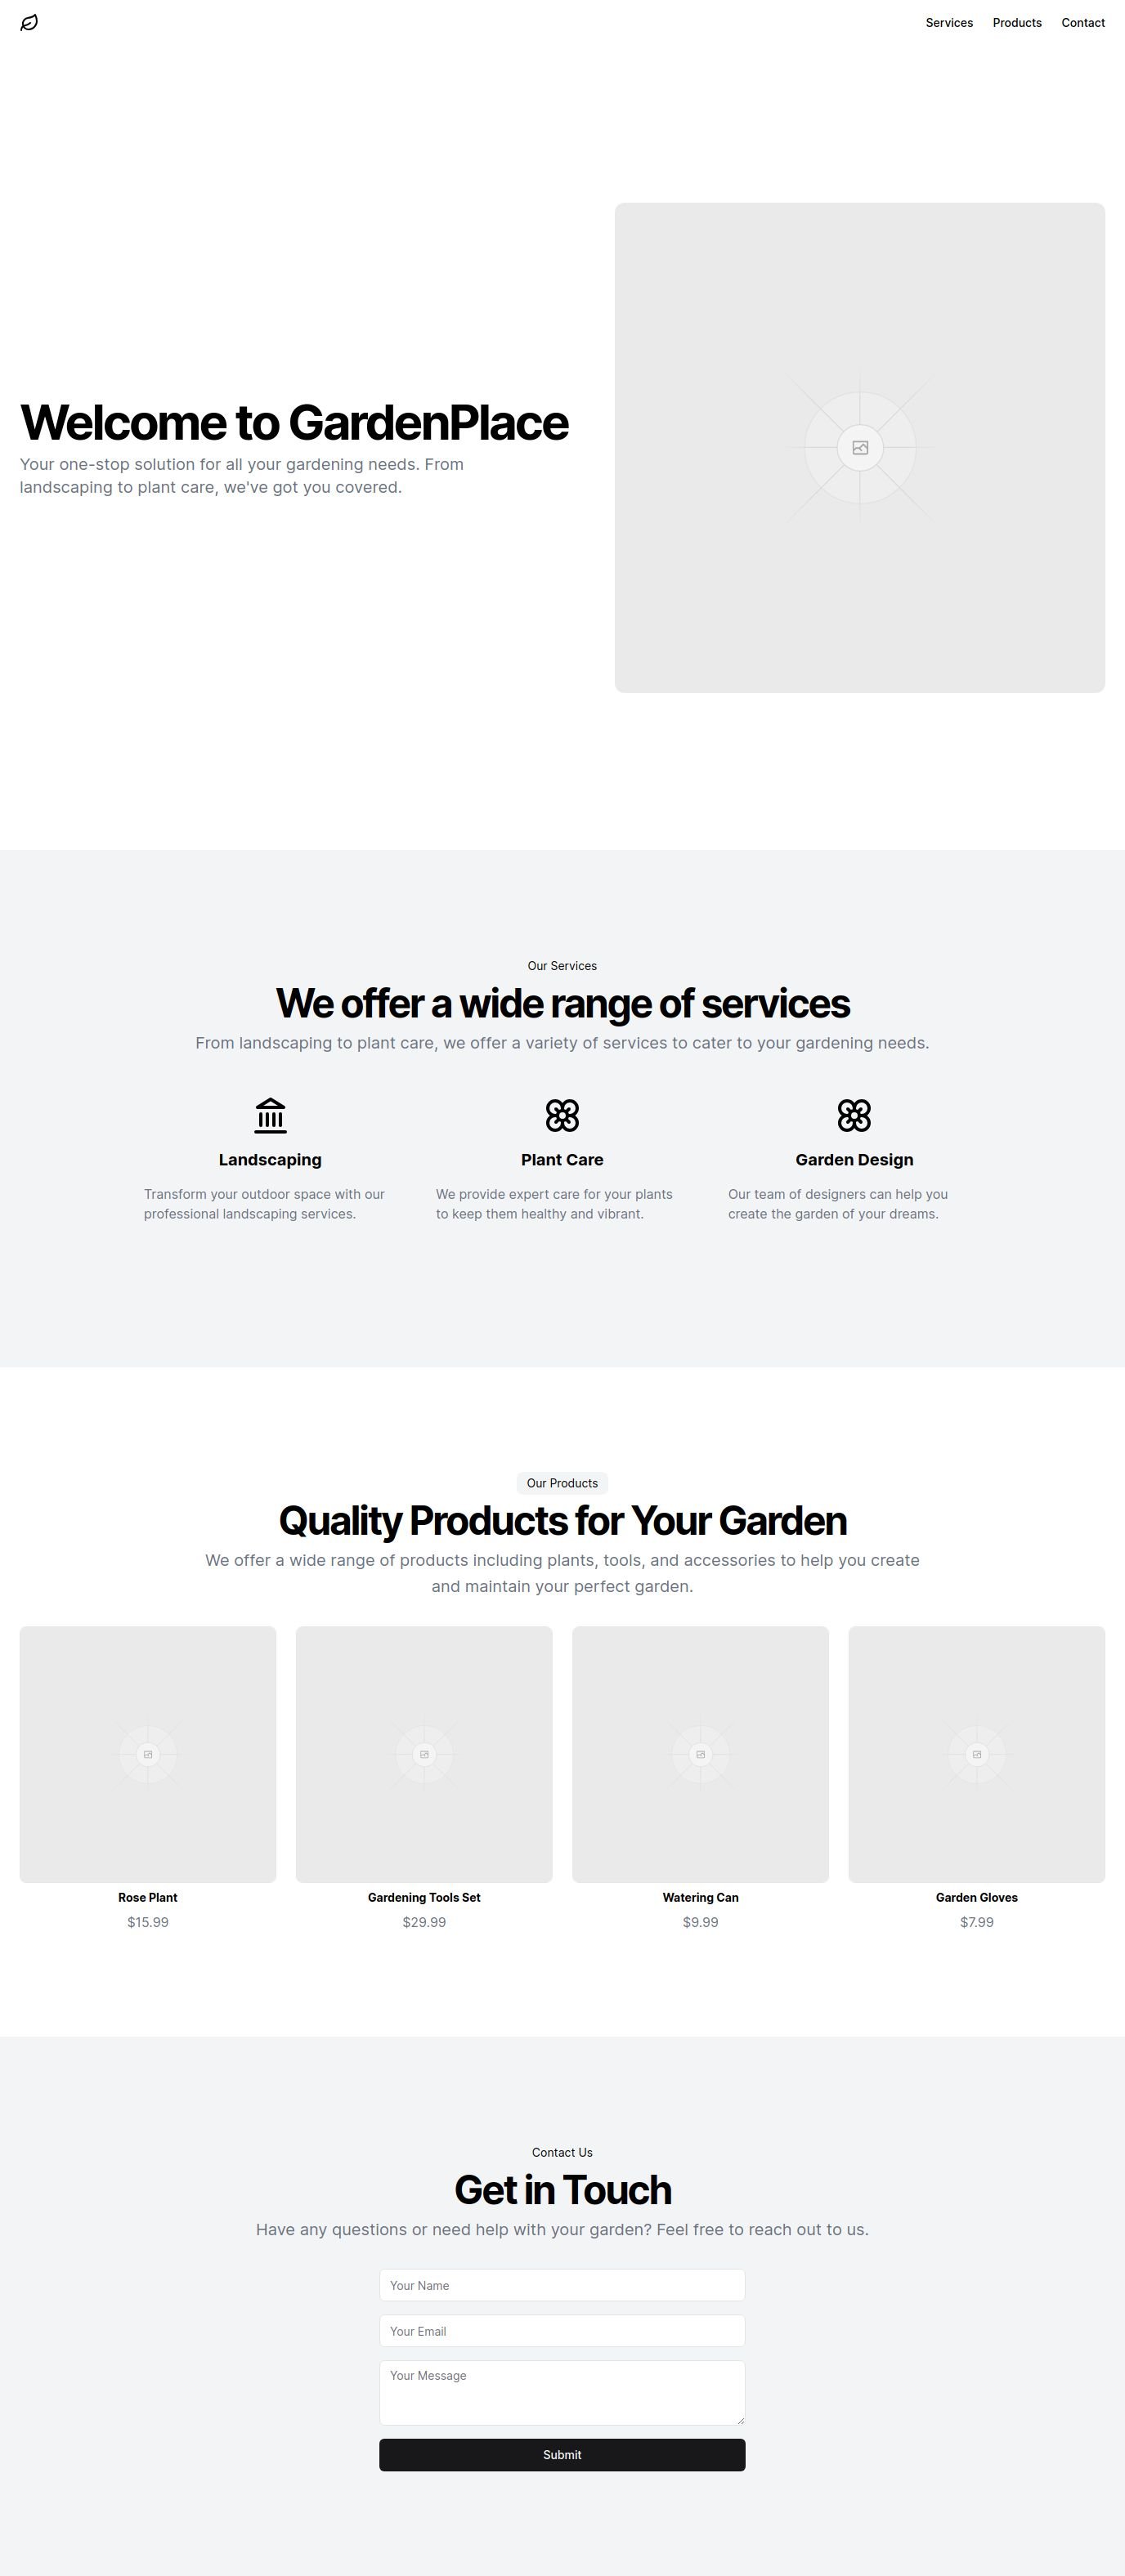 Services Products Contact
Welcome to GardenPlace
Your one-stop solution for all your gardening needs. From
landscaping to plant care, we've got you covered.
Our Services
We offer a wide range of services
From landscaping to plant care, we offer a variety of services to cater to your gardening needs.
Landscaping
Transform your outdoor space with our
professional landscaping services.
Plant Care
We provide expert care for your plants
to keep them healthy and vibrant.
Garden Design
Our team of designers can help you
create the garden of your dreams.
Our Products
Quality Products for Your Garden
We offer a wide range of products including plants, tools, and accessories to help you create
and maintain your perfect garden.
Rose Plant
$15.99
Gardening Tools Set
$29.99
Watering Can
$9.99
Garden Gloves
$7.99
Contact Us
Get in Touch
Have any questions or need help with your garden? Feel free to reach out to us.
Your Name
Your Email
Your Message
Submit